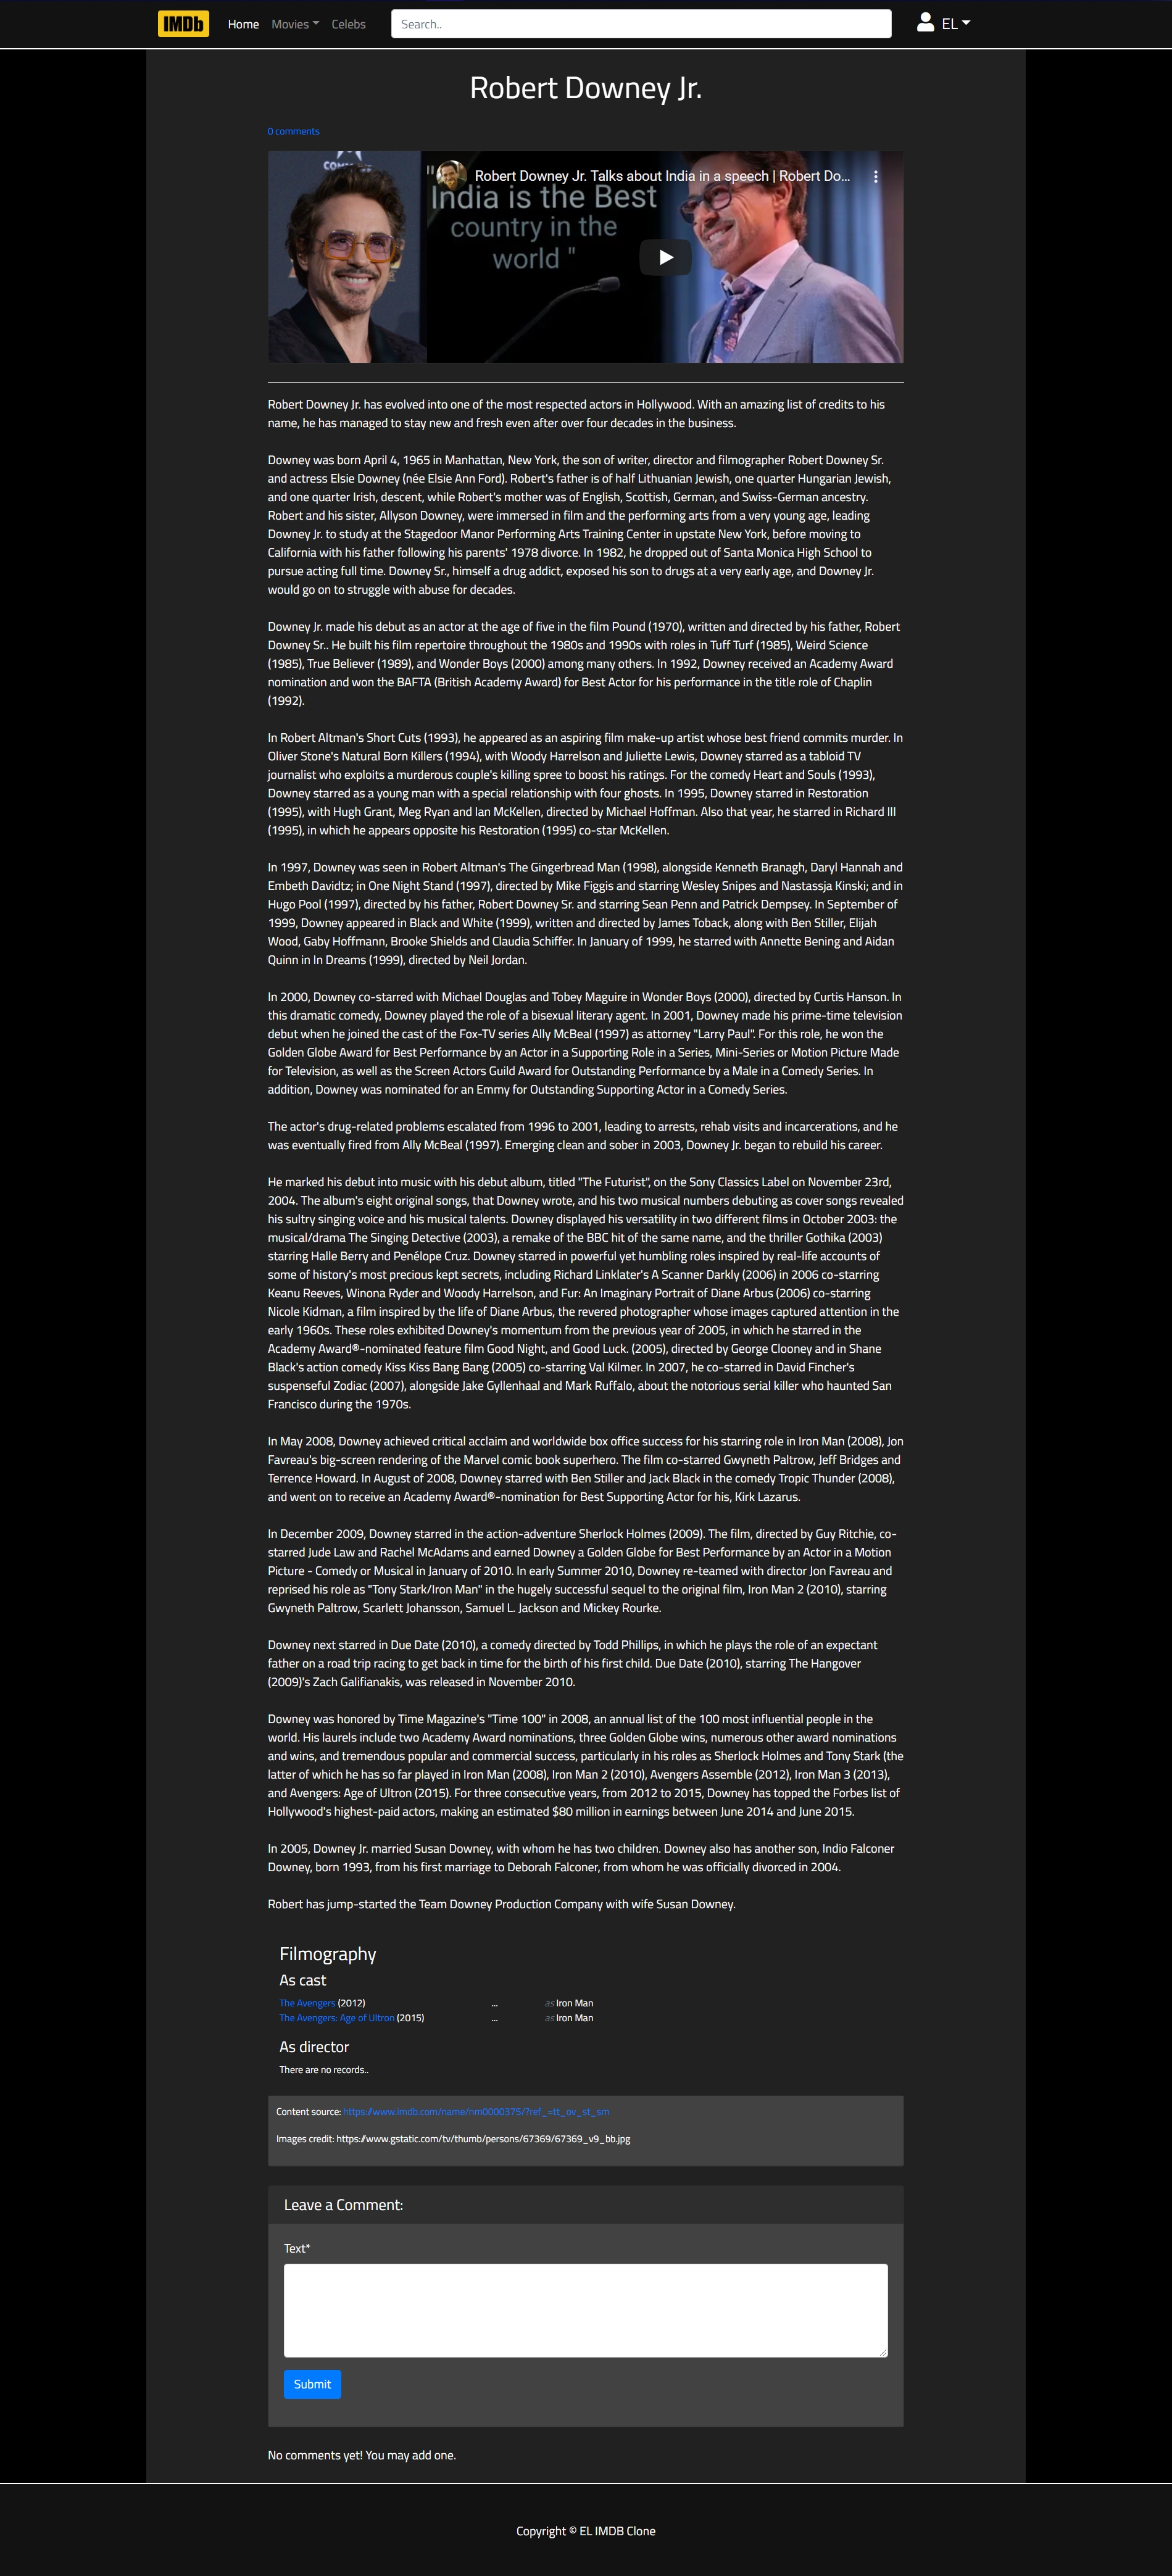 IMDb Home Movies Celebs Search.. EL
Robert Downey Jr.
0 comments
Robert Downey Jr. Talks about India in a speech | Robert Do...
"India is the Best
country in the
world "
Robert Downey Jr. has evolved into one of the most respected actors in Hollywood. With an amazing list of credits to his
name, he has managed to stay new and fresh even after over four decades in the business.
Downey was born April 4, 1965 in Manhattan, New York, the son of writer, director and filmographer Robert Downey Sr.
and actress Elsie Downey (née Elsie Ann Ford). Robert's father is of half Lithuanian Jewish, one quarter Hungarian Jewish,
and one quarter Irish, descent, while Robert's mother was of English, Scottish, German, and Swiss-German ancestry.
Robert and his sister, Allyson Downey, were immersed in film and the performing arts from a very young age, leading
Downey Jr. to study at the Stagedoor Manor Performing Arts Training Center in upstate New York, before moving to
California with his father following his parents' 1978 divorce. In 1982, he dropped out of Santa Monica High School to
pursue acting full time. Downey Sr., himself a drug addict, exposed his son to drugs at a very early age, and Downey Jr.
would go on to struggle with abuse for decades.
Downey Jr. made his debut as an actor at the age of five in the film Pound (1970), written and directed by his father, Robert
Downey Sr.. He built his film repertoire throughout the 1980s and 1990s with roles in Tuff Turf (1985), Weird Science
(1985), True Believer (1989), and Wonder Boys (2000) among many others. In 1992, Downey received an Academy Award
nomination and won the BAFTA (British Academy Award) for Best Actor for his performance in the title role of Chaplin
(1992).
In Robert Altman's Short Cuts (1993), he appeared as an aspiring film make-up artist whose best friend commits murder. In
Oliver Stone's Natural Born Killers (1994), with Woody Harrelson and Juliette Lewis, Downey starred as a tabloid TV
journalist who exploits a murderous couple's killing spree to boost his ratings. For the comedy Heart and Souls (1993),
Downey starred as a young man with a special relationship with four ghosts. In 1995, Downey starred in Restoration
(1995), with Hugh Grant, Meg Ryan and Ian McKellen, directed by Michael Hoffman. Also that year, he starred in Richard III
(1995), in which he appears opposite his Restoration (1995) co-star McKellen.
In 1997, Downey was seen in Robert Altman's The Gingerbread Man (1998), alongside Kenneth Branagh, Daryl Hannah and
Embeth Davidtz; in One Night Stand (1997), directed by Mike Figgis and starring Wesley Snipes and Nastassja Kinski; and in
Hugo Pool (1997), directed by his father, Robert Downey Sr. and starring Sean Penn and Patrick Dempsey. In September of
1999, Downey appeared in Black and White (1999), written and directed by James Toback, along with Ben Stiller, Elijah
Wood, Gaby Hoffmann, Brooke Shields and Claudia Schiffer. In January of 1999, he starred with Annette Bening and Aidan
Quinn in In Dreams (1999), directed by Neil Jordan.
In 2000, Downey co-starred with Michael Douglas and Tobey Maguire in Wonder Boys (2000), directed by Curtis Hanson. In
this dramatic comedy, Downey played the role of a bisexual literary agent. In 2001, Downey made his prime-time television
debut when he joined the cast of the Fox-TV series Ally McBeal (1997) as attorney "Larry Paul". For this role, he won the
Golden Globe Award for Best Performance by an Actor in a Supporting Role in a Series, Mini-Series or Motion Picture Made
for Television, as well as the Screen Actors Guild Award for Outstanding Performance by a Male in a Comedy Series. In
addition, Downey was nominated for an Emmy for Outstanding Supporting Actor in a Comedy Series.
The actor's drug-related problems escalated from 1996 to 2001, leading to arrests, rehab visits and incarcerations, and he
was eventually fired from Ally McBeal (1997). Emerging clean and sober in 2003, Downey Jr. began to rebuild his career.
He marked his debut into music with his debut album, titled "The Futurist", on the Sony Classics Label on November 23rd,
2004. The album's eight original songs, that Downey wrote, and his two musical numbers debuting as cover songs revealed
his sultry singing voice and his musical talents. Downey displayed his versatility in two different films in October 2003: the
musical/drama The Singing Detective (2003), a remake of the BBC hit of the same name, and the thriller Gothika (2003)
starring Halle Berry and Penélope Cruz. Downey starred in powerful yet humbling roles inspired by real-life accounts of
some of history's most precious kept secrets, including Richard Linklater's A Scanner Darkly (2006) in 2006 co-starring
Keanu Reeves, Winona Ryder and Woody Harrelson, and Fur: An Imaginary Portrait of Diane Arbus (2006) co-starring
Nicole Kidman, a film inspired by the life of Diane Arbus, the revered photographer whose images captured attention in the
early 1960s. These roles exhibited Downey's momentum from the previous year of 2005, in which he starred in the
Academy Award®-nominated feature film Good Night, and Good Luck. (2005), directed by George Clooney and in Shane
Black's action comedy Kiss Kiss Bang Bang (2005) co-starring Val Kilmer. In 2007, he co-starred in David Fincher's
suspenseful Zodiac (2007), alongside Jake Gyllenhaal and Mark Ruffalo, about the notorious serial killer who haunted San
Francisco during the 1970s.
In May 2008, Downey achieved critical acclaim and worldwide box office success for his starring role in Iron Man (2008), Jon
Favreau's big-screen rendering of the Marvel comic book superhero. The film co-starred Gwyneth Paltrow, Jeff Bridges and
Terrence Howard. In August of 2008, Downey starred with Ben Stiller and Jack Black in the comedy Tropic Thunder (2008),
and went on to receive an Academy Award®-nomination for Best Supporting Actor for his, Kirk Lazarus.
In December 2009, Downey starred in the action-adventure Sherlock Holmes (2009). The film, directed by Guy Ritchie, co-
starred Jude Law and Rachel McAdams and earned Downey a Golden Globe for Best Performance by an Actor in a Motion
Picture - Comedy or Musical in January of 2010. In early Summer 2010, Downey re-teamed with director Jon Favreau and
reprised his role as "Tony Stark/Iron Man" in the hugely successful sequel to the original film, Iron Man 2 (2010), starring
Gwyneth Paltrow, Scarlett Johansson, Samuel L. Jackson and Mickey Rourke.
Downey next starred in Due Date (2010), a comedy directed by Todd Phillips, in which he plays the role of an expectant
father on a road trip racing to get back in time for the birth of his first child. Due Date (2010), starring The Hangover
(2009)'s Zach Galifianakis, was released in November 2010.
Downey was honored by Time Magazine's "Time 100" in 2008, an annual list of the 100 most influential people in the
world. His laurels include two Academy Award nominations, three Golden Globe wins, numerous other award nominations
and wins, and tremendous popular and commercial success, particularly in his roles as Sherlock Holmes and Tony Stark (the
latter of which he has so far played in Iron Man (2008), Iron Man 2 (2010), Avengers Assemble (2012), Iron Man 3 (2013),
and Avengers: Age of Ultron (2015). For three consecutive years, from 2012 to 2015, Downey has topped the Forbes list of
Hollywood's highest-paid actors, making an estimated $80 million in earnings between June 2014 and June 2015.
In 2005, Downey Jr. married Susan Downey, with whom he has two children. Downey also has another son, Indio Falconer
Downey, born 1993, from his first marriage to Deborah Falconer, from whom he was officially divorced in 2004.
Robert has jump-started the Team Downey Production Company with wife Susan Downey.
Filmography
As cast
The Avengers (2012) ... as Iron Man
The Avengers: Age of Ultron (2015) ... as Iron Man
As director
There are no records..
Content source: https://www.imdb.com/name/nm0000375/?ref_=tt_ov_st_sm
Images credit: https://www.gstatic.com/tv/thumb/persons/67369/67369_v9_bb.jpg
Leave a Comment:
Text*
Submit
No comments yet! You may add one.
Copyright © EL IMDB Clone